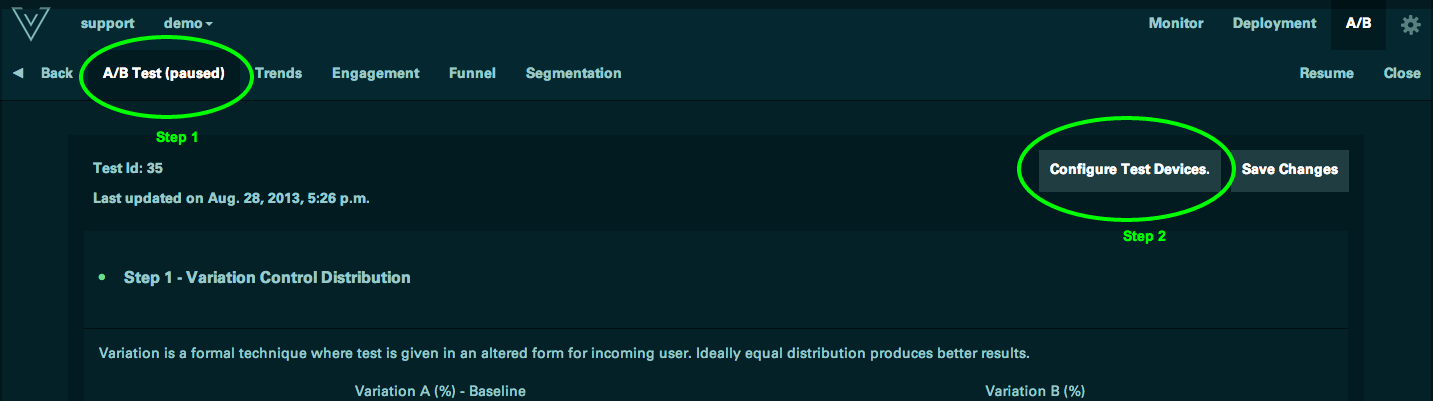 support demo Monitor Deployment A/B
Back A/B Test (paused) Trends Engagement Funnel Segmentation Resume Close
Step 1
Test Id: 35
Configure Test Devices. Save Changes
Last updated on Aug. 28, 2013, 5:26 p.m.
Step 2
Step 1 - Variation Control Distribution
Variation is a formal technique where test is given in an altered form for incoming user. Ideally equal distribution produces better results.
Variation A (%) - Baseline Variation B (%)